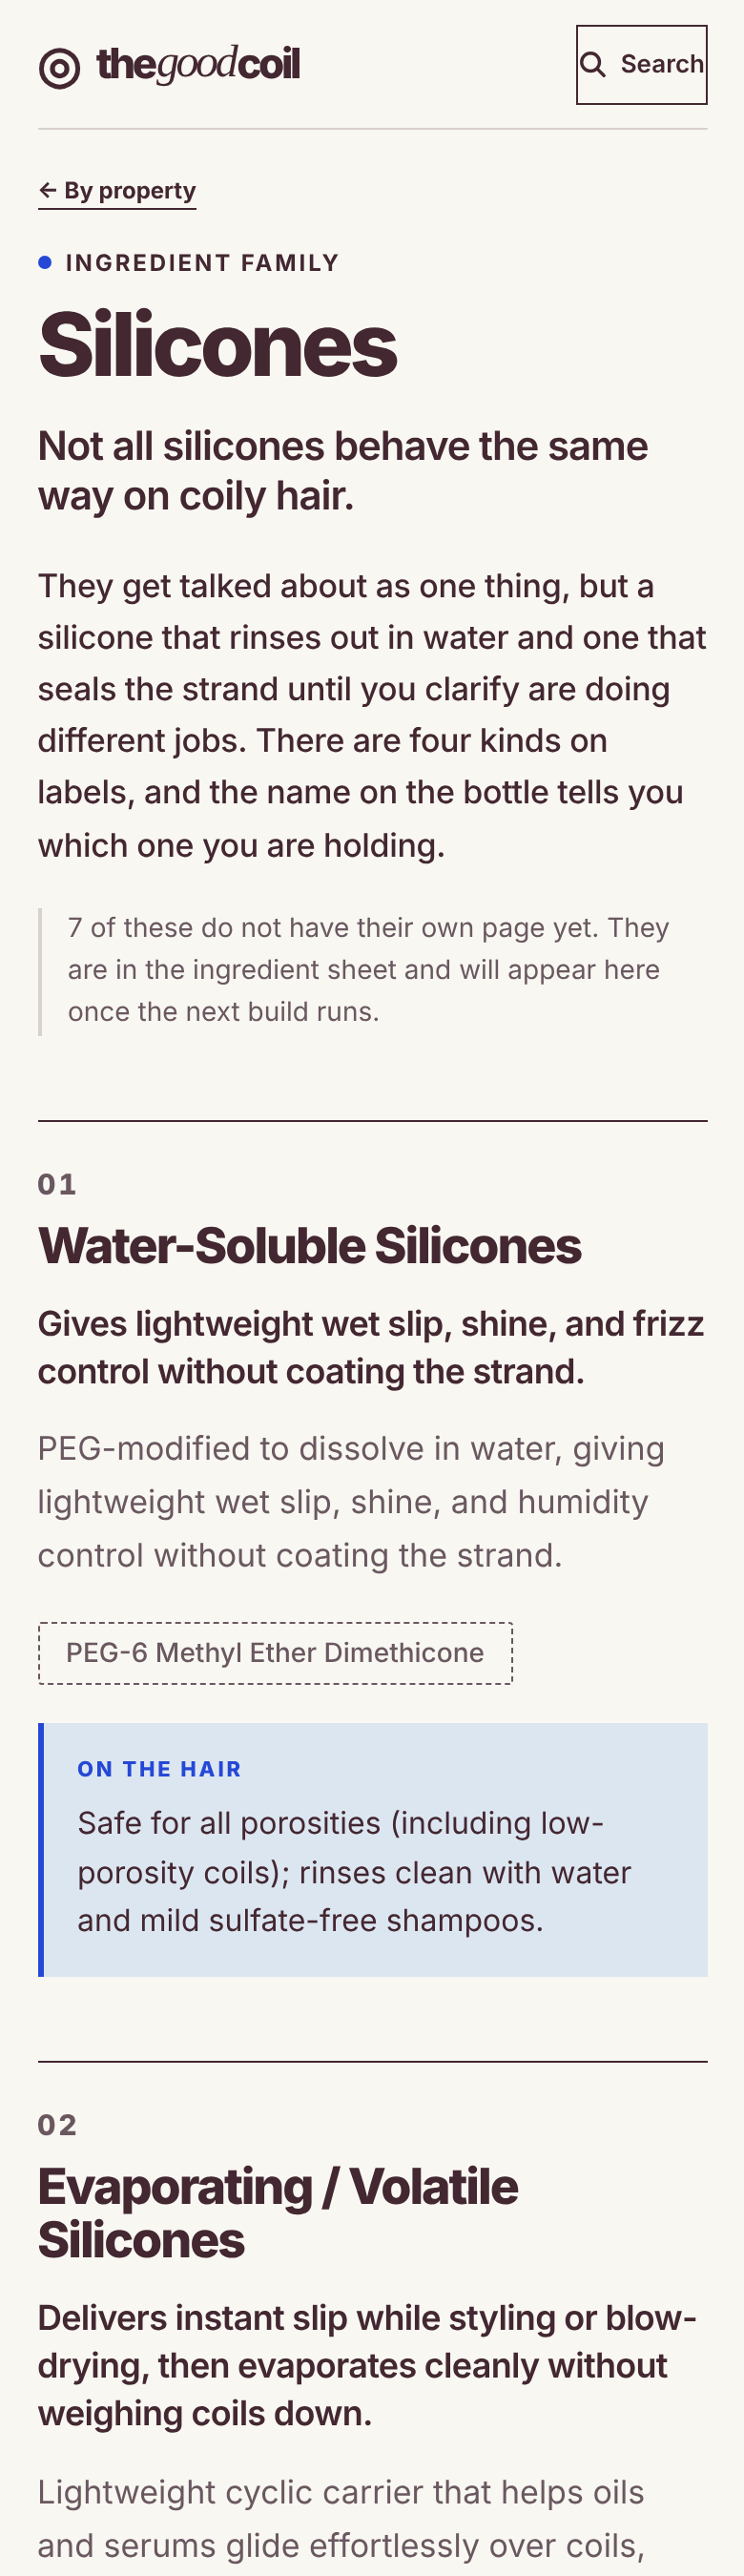 thegoodcoil
Search
← By property
INGREDIENT FAMILY
Silicones
Not all silicones behave the same
way on coily hair.
They get talked about as one thing, but a
silicone that rinses out in water and one that
seals the strand until you clarify are doing
different jobs. There are four kinds on
labels, and the name on the bottle tells you
which one you are holding.
7 of these do not have their own page yet. They
are in the ingredient sheet and will appear here
once the next build runs.
01
Water-Soluble Silicones
Gives lightweight wet slip, shine, and frizz
control without coating the strand.
PEG-modified to dissolve in water, giving
lightweight wet slip, shine, and humidity
control without coating the strand.
PEG-6 Methyl Ether Dimethicone
ON THE HAIR
Safe for all porosities (including low-
porosity coils); rinses clean with water
and mild sulfate-free shampoos.
02
Evaporating / Volatile
Silicones
Delivers instant slip while styling or blow-
drying, then evaporates cleanly without
weighing coils down.
Lightweight cyclic carrier that helps oils
and serums glide effortlessly over coils,